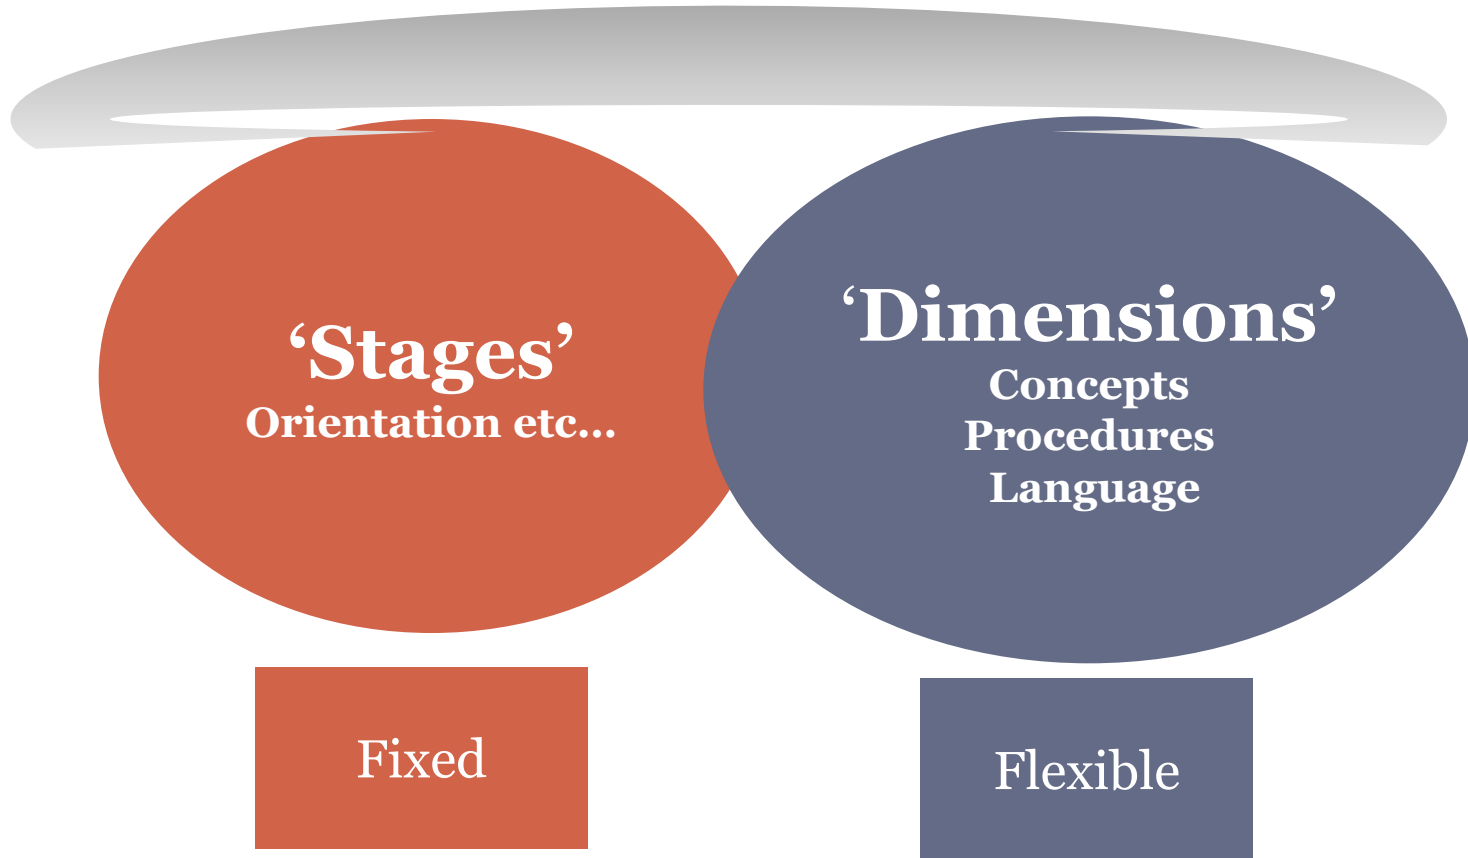 ‘Stages’
Orientation etc...
‘Dimensions’
Concepts
Procedures
Language
Fixed
Flexible